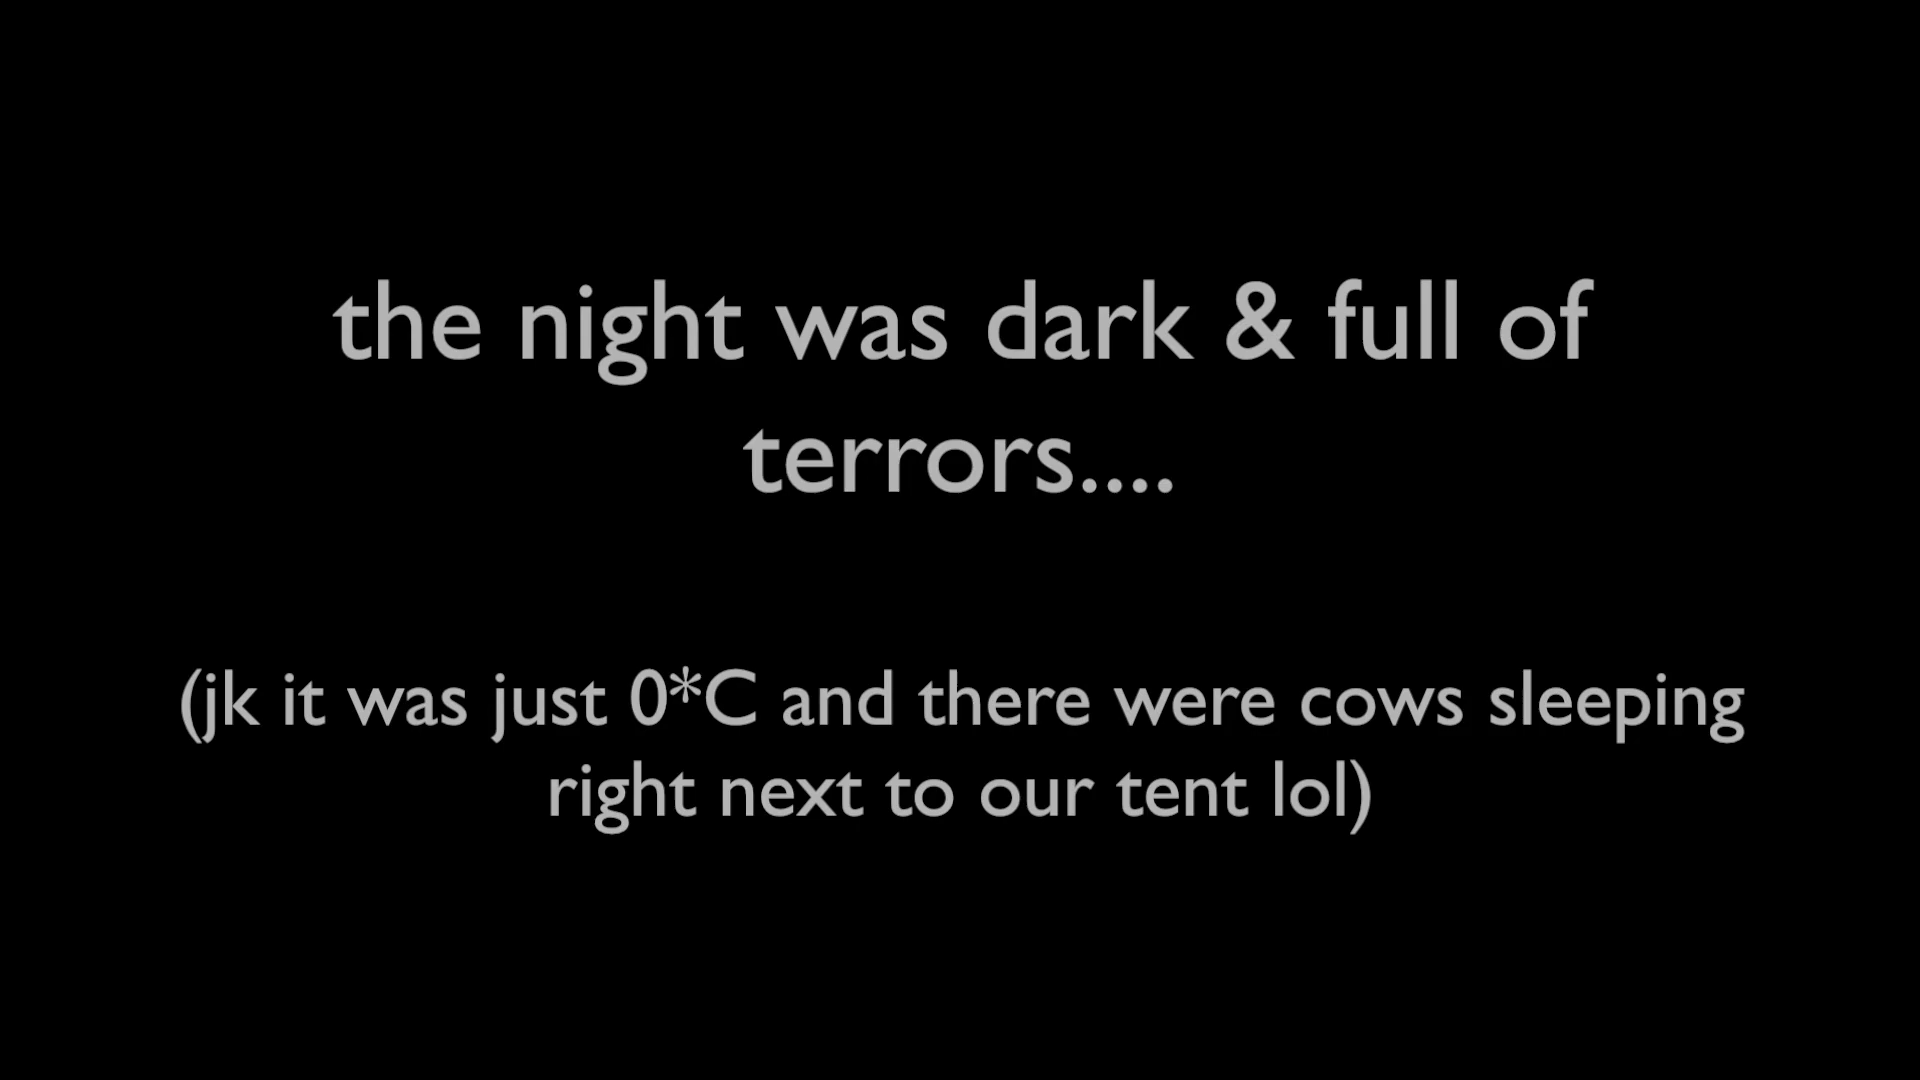 the night was dark & full of
terrors....
(jk it was just 0*C and there were cows sleeping
right next to our tent lol)